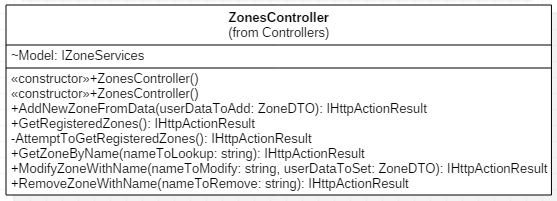 ZonesController
(from Controllers)
~Model: IZoneServices
«constructor»+ZonesController()
«constructor»+ZonesController()
+AddNewZoneFromData(userDataToAdd: ZoneDTO): IHttpActionResult
+GetRegisteredZones(): IHttpActionResult
-AttemptToGetRegisteredZones(): IHttpActionResult
+GetZoneByName(nameToLookup: string): IHttpActionResult
+ModifyZoneWithName(nameToModify: string, userDataToSet: ZoneDTO): IHttpActionResult
+RemoveZoneWithName(nameToRemove: string): IHttpActionResult